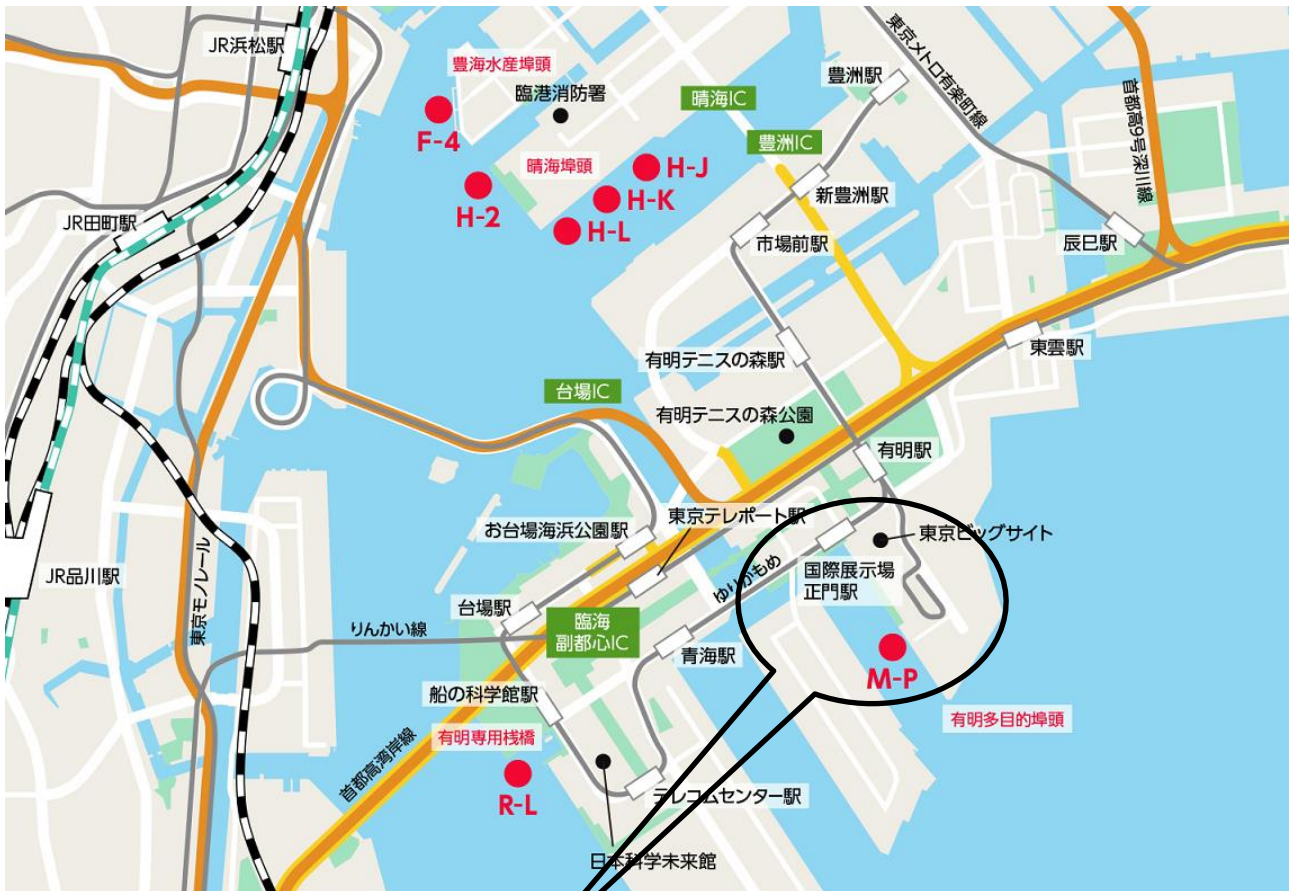 JR浜松駅
豊海水産埠頭
臨港消防署
F-4
晴海埠頭
H-2
H-J
H-K
H-L
晴海IC
豊洲IC
豊洲駅
東京メトロ有楽町線
首都高9号深川線
新豊洲駅
市場前駅
辰巳駅
JR田町駅
有明テニスの森駅
東雲駅
台場IC
有明テニスの森公園
有明駅
東京テレポート駅
お台場海浜公園駅
東京ビッグサイト
国際展示場
正門駅
ゆりかもめ
JR品川駅
東京モノレール
台場駅
りんかい線
臨海
副都心IC
青海駅
M-P
船の科学館駅
有明多目的埠頭
有明専用桟橋
首都高湾岸線
R-L
テレコムセンター駅
日本科学未来館